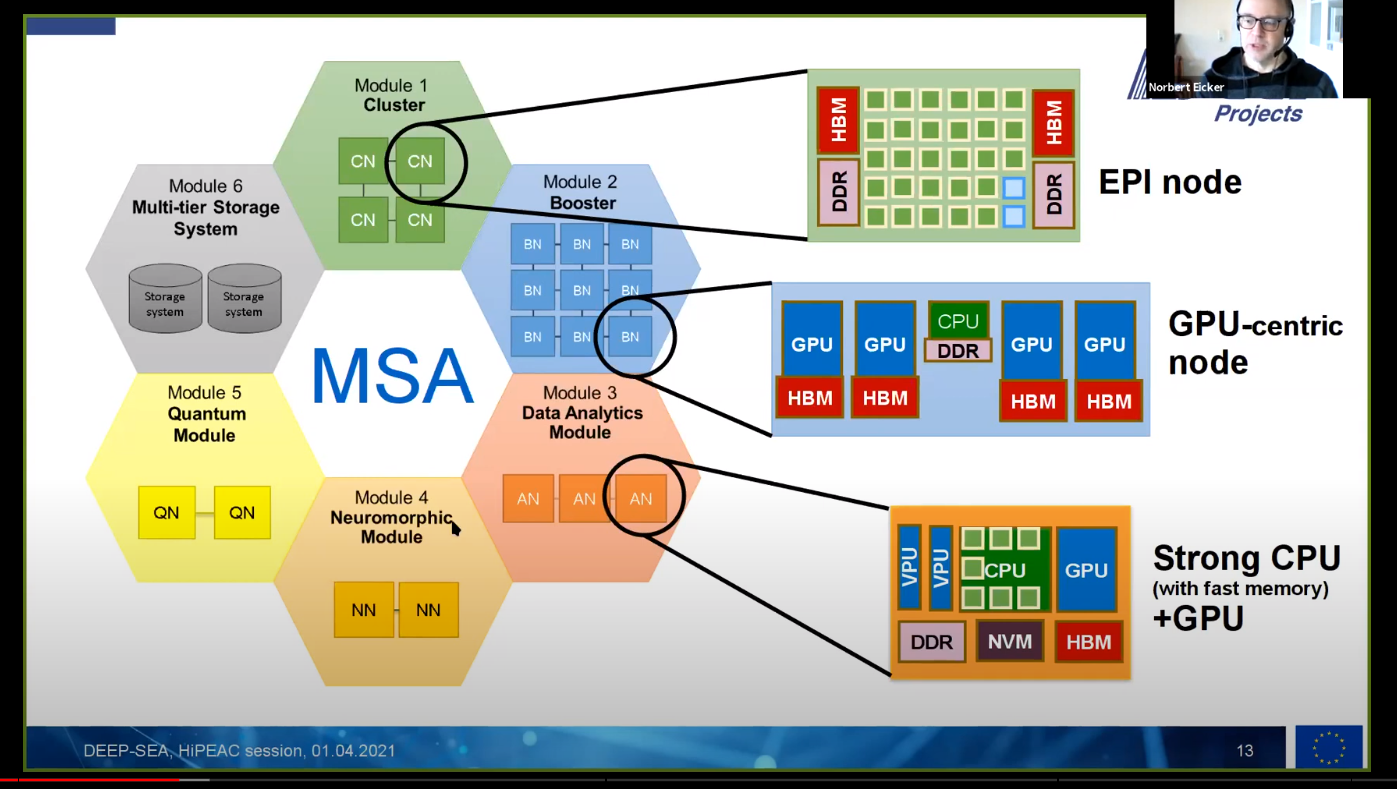 Norbert Eicker
Projects
Module 1
Cluster
CN CN
CN CN
Module 2
Booster
BN BN BN
BN BN BN
BN BN BN
Module 3
Data Analytics
Module
AN AN AN
Module 4
Neuromorphic
Module
NN NN
Module 5
Quantum
Module
QN QN
Module 6
Multi-tier Storage
System
Storage
system
Storage
system
MSA
HBM
DDR
HBM
DDR
EPI node
GPU
HBM
GPU
HBM
CPU
DDR
GPU
HBM
GPU
HBM
GPU-centric
node
VPU
VPU
CPU
GPU
DDR
NVM
HBM
Strong CPU
(with fast memory)
+GPU
DEEP-SEA, HiPEAC session, 01.04.2021
13